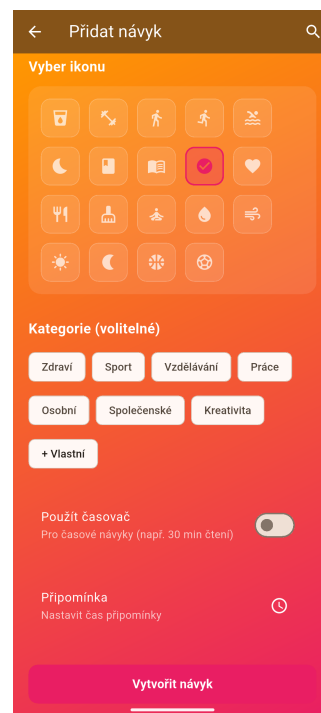 Přidat návyk
Vyber ikonu
Kategorie (volitelné)
Zdraví Sport Vzdělávání Práce
Osobní Společenské Kreativita
+ Vlastní
Použít časovač
Pro časové návyky (např. 30 min čtení)
Připomínka
Nastavit čas připomínky
Vytvořit návyk